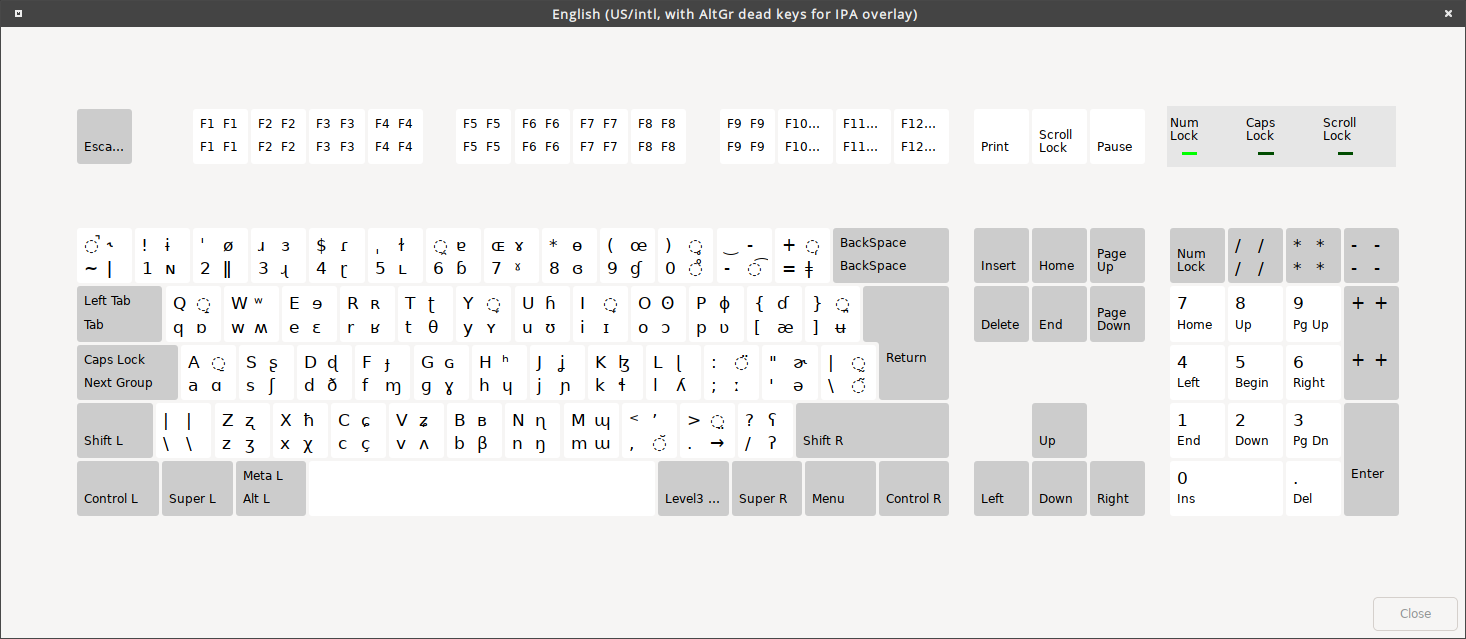 English (US/intl, with AltGr dead keys for IPA overlay)
F1 F1 F2 F2 F3 F3 F4 F4 F5 F5 F6 F6 F7 F7 F8 F8 F9 F9 F10... F11... F12...
Esca... F1 F1 F2 F2 F3 F3 F4 F4 F5 F5 F6 F6 F7 F7 F8 F8 F9 F9 F10... F11... F12... Print Scroll Lock Pause Num Lock Caps Lock Scroll Lock
! ɨ ˈ ø ɹ ɜ $ ɾ ˌ ɫ ɐ ɶ ɤ * ɵ ( œ ) ‿ - + BackSpace / / * * - -
~ | 1 ɴ 2 ‖ 3 ɻ 4 ɽ 5 ʟ 6 ɓ 7 ˠ 8 ɞ 9 ɠ 0 - = ǂ BackSpace Insert Home Page Up Num Lock / / * * - -
Left Tab Q W ʷ E ɘ R ʀ T ʈ Y U ɦ I O ʘ P ɸ { ɗ } 7 8 9 + +
Tab q ɒ w ʍ e ɛ r ʁ t θ y ʏ u ʊ i ɪ o ɔ p ʋ [ æ ] ʉ Delete End Page Down Home Up Pg Up
Caps Lock A S ʂ D ɖ F ɟ G ɢ H ʰ J ʝ K ɮ L ɭ : " ɚ | Return 4 5 6 + +
Next Group a ɑ s ʃ d ð f ɱ ɡ ɣ h ɥ j ɲ k ɬ l ʎ ; ː ' ə \ Left Begin Right
| | Z ʐ X ħ C ɕ V ʑ B ʙ N ɳ M ɰ ˂ ʼ > ? ʕ 1 2 3
Shift L \ \ z ʒ x χ c ç v ʌ b β n ŋ m ɯ , . → / ʔ Shift R Up End Down Pg Dn
Meta L 0 .
Control L Super L Alt L Level3 ... Super R Menu Control R Left Down Right Ins Del Enter
Close